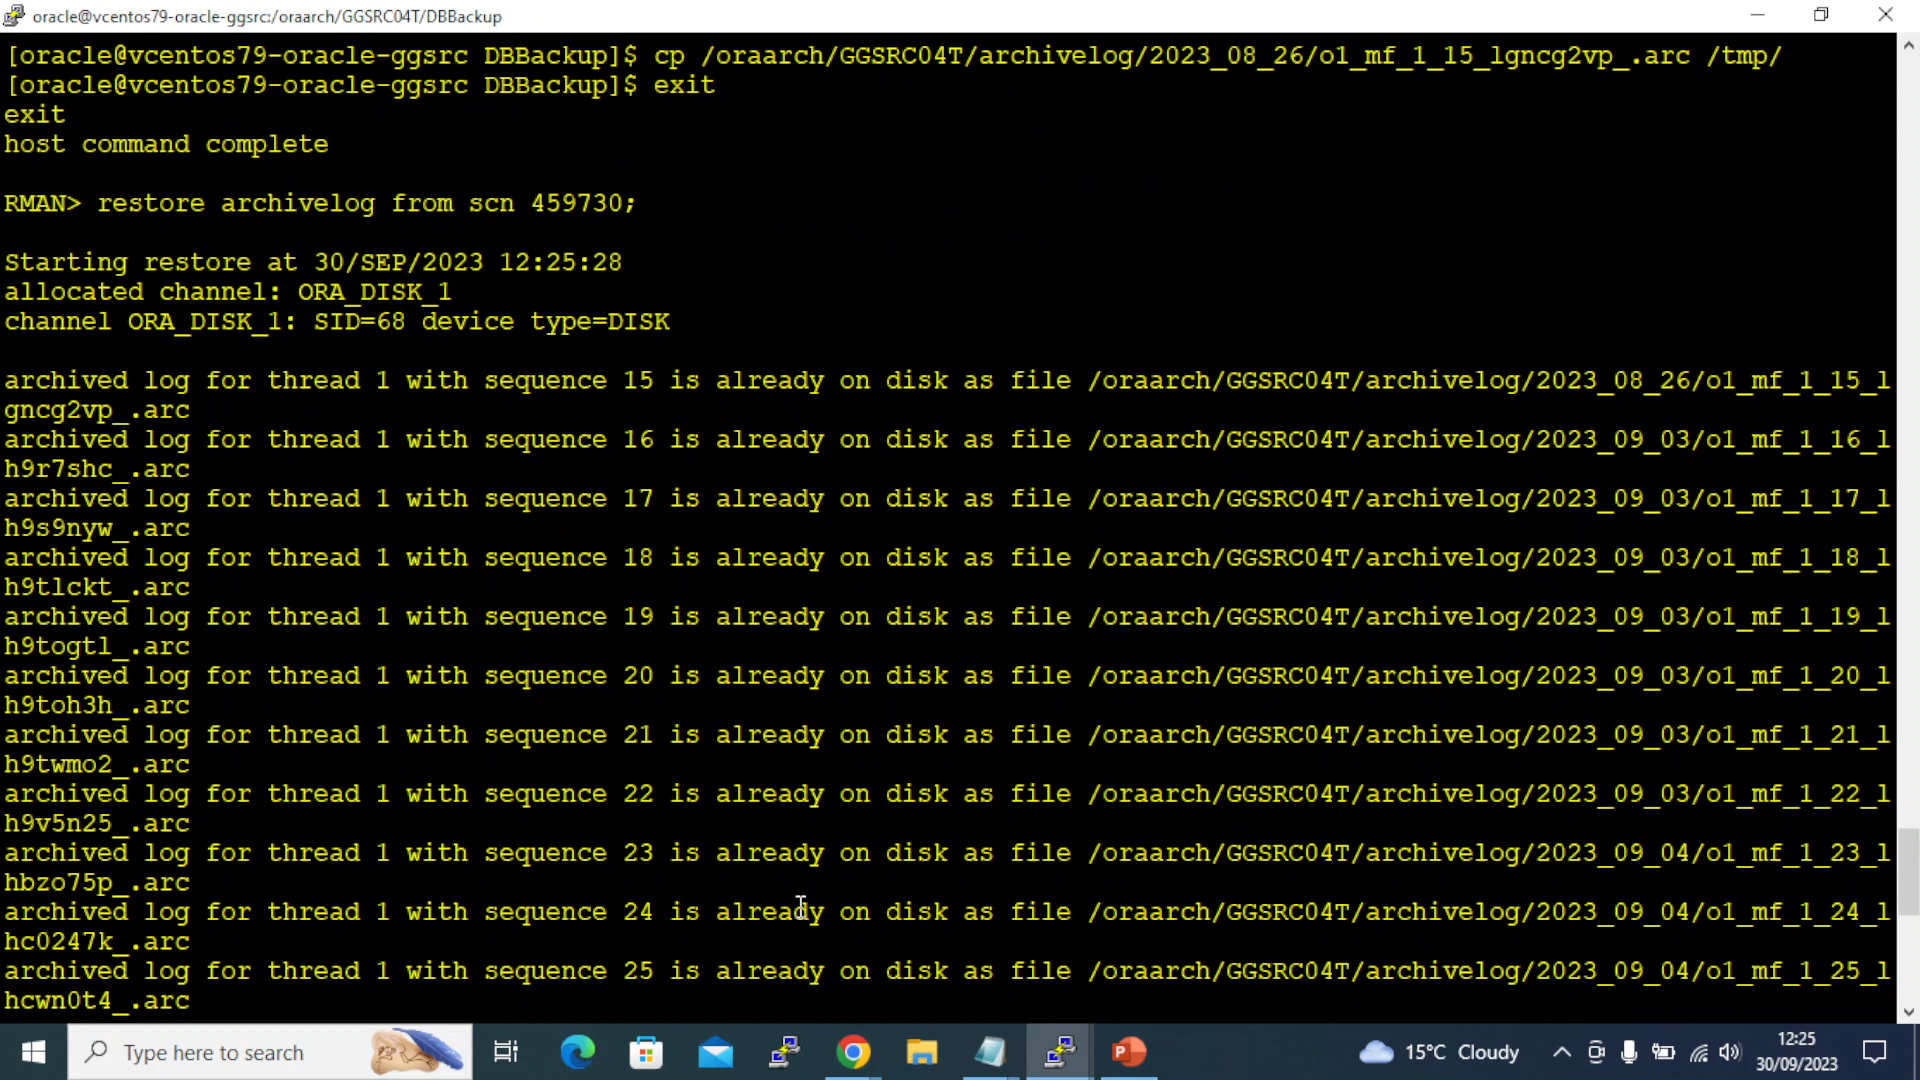 oracle@vcentos79-oracle-ggsrc:/oraarch/GGSRC04T/DBBackup
[oracle@vcentos79-oracle-ggsrc DBBackup]$ cp /oraarch/GGSRC04T/archivelog/2023_08_26/o1_mf_1_15_lgncg2vp_.arc /tmp/
[oracle@vcentos79-oracle-ggsrc DBBackup]$ exit
exit
host command complete
RMAN> restore archivelog from scn 459730;
Starting restore at 30/SEP/2023 12:25:28
allocated channel: ORA_DISK_1
channel ORA_DISK_1: SID=68 device type=DISK
archived log for thread 1 with sequence 15 is already on disk as file /oraarch/GGSRC04T/archivelog/2023_08_26/o1_mf_1_15_l
gncg2vp_.arc
archived log for thread 1 with sequence 16 is already on disk as file /oraarch/GGSRC04T/archivelog/2023_09_03/o1_mf_1_16_l
h9r7shc_.arc
archived log for thread 1 with sequence 17 is already on disk as file /oraarch/GGSRC04T/archivelog/2023_09_03/o1_mf_1_17_l
h9s9nyw_.arc
archived log for thread 1 with sequence 18 is already on disk as file /oraarch/GGSRC04T/archivelog/2023_09_03/o1_mf_1_18_l
h9tlckt_.arc
archived log for thread 1 with sequence 19 is already on disk as file /oraarch/GGSRC04T/archivelog/2023_09_03/o1_mf_1_19_l
h9togtl_.arc
archived log for thread 1 with sequence 20 is already on disk as file /oraarch/GGSRC04T/archivelog/2023_09_03/o1_mf_1_20_l
h9toh3h_.arc
archived log for thread 1 with sequence 21 is already on disk as file /oraarch/GGSRC04T/archivelog/2023_09_03/o1_mf_1_21_l
h9twmo2_.arc
archived log for thread 1 with sequence 22 is already on disk as file /oraarch/GGSRC04T/archivelog/2023_09_03/o1_mf_1_22_l
h9v5n25_.arc
archived log for thread 1 with sequence 23 is already on disk as file /oraarch/GGSRC04T/archivelog/2023_09_04/o1_mf_1_23_l
hbzo75p_.arc
archived log for thread 1 with sequence 24 is already on disk as file /oraarch/GGSRC04T/archivelog/2023_09_04/o1_mf_1_24_l
hc0247k_.arc
archived log for thread 1 with sequence 25 is already on disk as file /oraarch/GGSRC04T/archivelog/2023_09_04/o1_mf_1_25_l
hcwn0t4_.arc
Type here to search
15°C Cloudy
12:25
30/09/2023